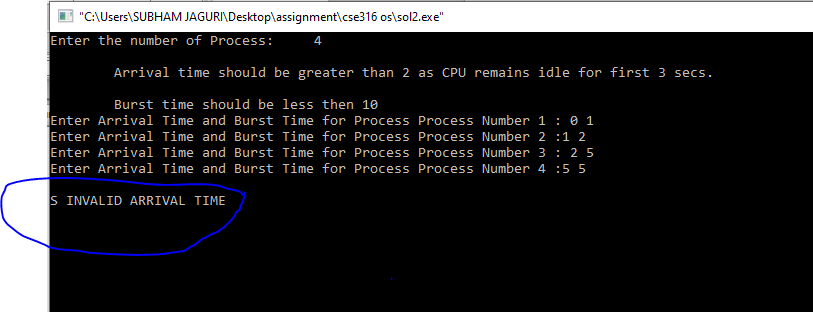 "C:\Users\SUBHAM JAGURI\Desktop\assignment\cse316 os\sol2.exe"
Enter the number of Process: 4
Arrival time should be greater than 2 as CPU remains idle for first 3 secs.
Burst time should be less then 10
Enter Arrival Time and Burst Time for Process Process Number 1 : 0 1
Enter Arrival Time and Burst Time for Process Process Number 2 :1 2
Enter Arrival Time and Burst Time for Process Process Number 3 : 2 5
Enter Arrival Time and Burst Time for Process Process Number 4 :5 5
S INVALID ARRIVAL TIME